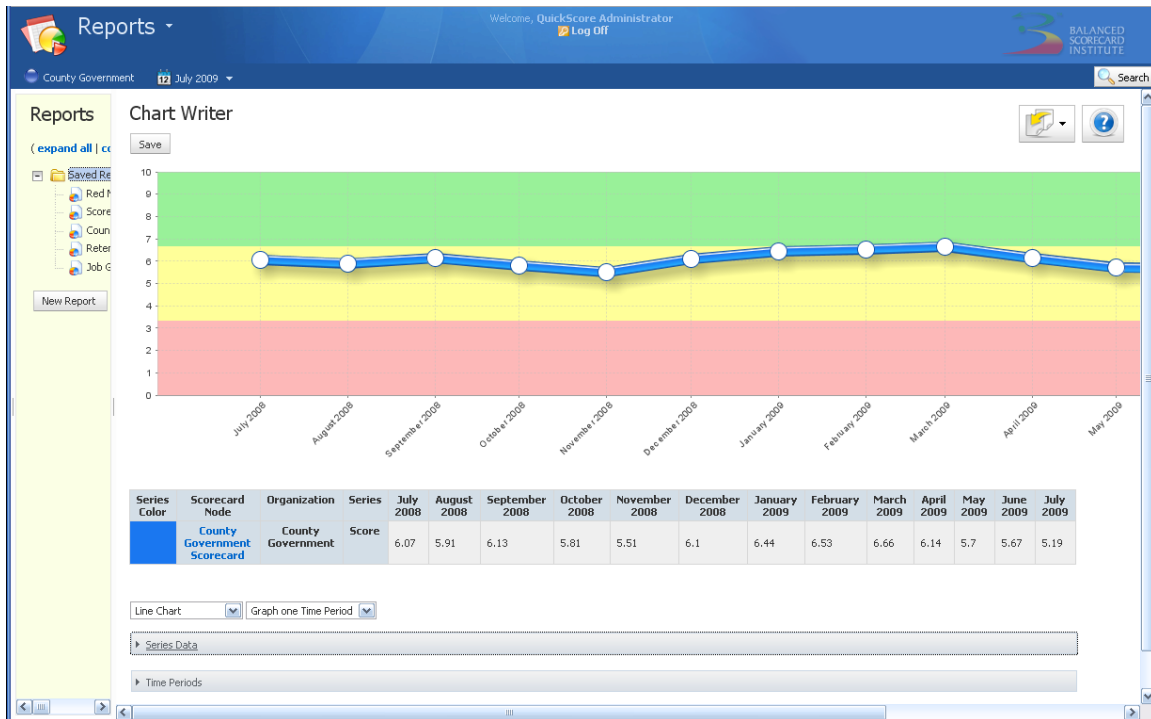 Reports
Welcome, QuickScore Administrator
Log Off
BALANCED
SCORECARD
INSTITUTE
County Government
12 July 2009
Search
Reports
Chart Writer
( expand all |
Save
Saved Re
Red
Score
Coun
Reter
Job
New Report
10
9
8
7
6
5
4
3
2
1
0
July 2008
August 2008
September 2008
October 2008
November 2008
December 2008
January 2009
February 2009
March 2009
April 2009
May 2009
Series Color Scorecard Node Organization Series July 2008 August 2008 September 2008 October 2008 November 2008 December 2008 January 2009 February 2009 March 2009 April 2009 May 2009 June 2009 July 2009
County Government Scorecard County Government Score 6.07 5.91 6.13 5.81 5.51 6.1 6.44 6.53 6.66 6.14 5.7 5.67 5.19
Line Chart Graph one Time Period
Series Data
Time Periods